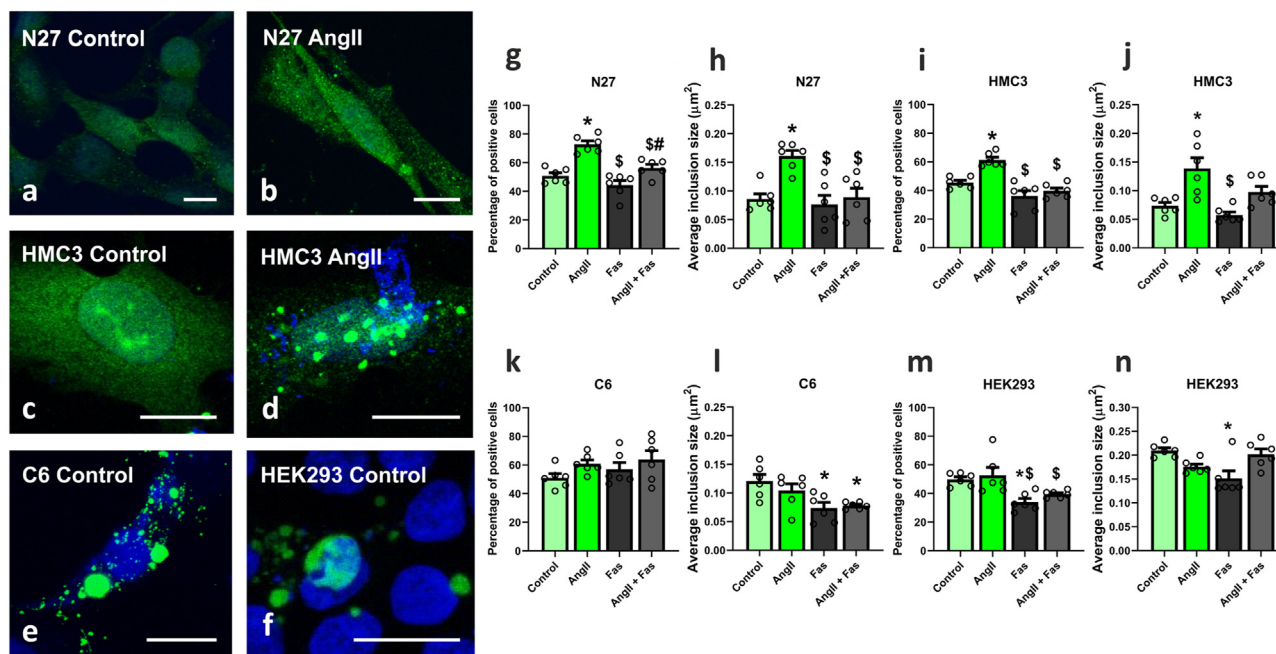 N27 Control
a
N27 AngII
b
HMC3 Control
c
HMC3 AngII
d
C6 Control
e
HEK293 Control
f
g
N27
Percentage of positive cells
100
80
60
40
20
0
*
$
$#
Control
AngII
Fas
AngII + Fas
h
N27
Average inclusion size (μm²)
0.25
0.20
0.15
0.10
0.05
0.00
*
$
$
Control
AngII
Fas
AngII +Fas
i
HMC3
Percentage of positive cells
100
80
60
40
20
0
*
$
$
Control
AngII
Fas
AngII + Fas
j
HMC3
Average inclusion size (μm²)
0.25
0.20
0.15
0.10
0.05
0.00
*
$
Control
AngII
Fas
AngII + Fas
k
C6
Percentage of positive cells
100
80
60
40
20
0
Control
AngII
Fas
AngII + Fas
l
C6
Average inclusion size (μm²)
0.25
0.20
0.15
0.10
0.05
0.00
*
*
Control
AngII
Fas
AngII + Fas
m
HEK293
Percentage of positive cells
100
80
60
40
20
0
*$
$
Control
AngII
Fas
AngII + Fas
n
HEK293
Average inclusion size (μm²)
0.30
0.25
0.20
0.15
0.10
0.05
0.00
*
Control
AngII
Fas
AngII + Fas